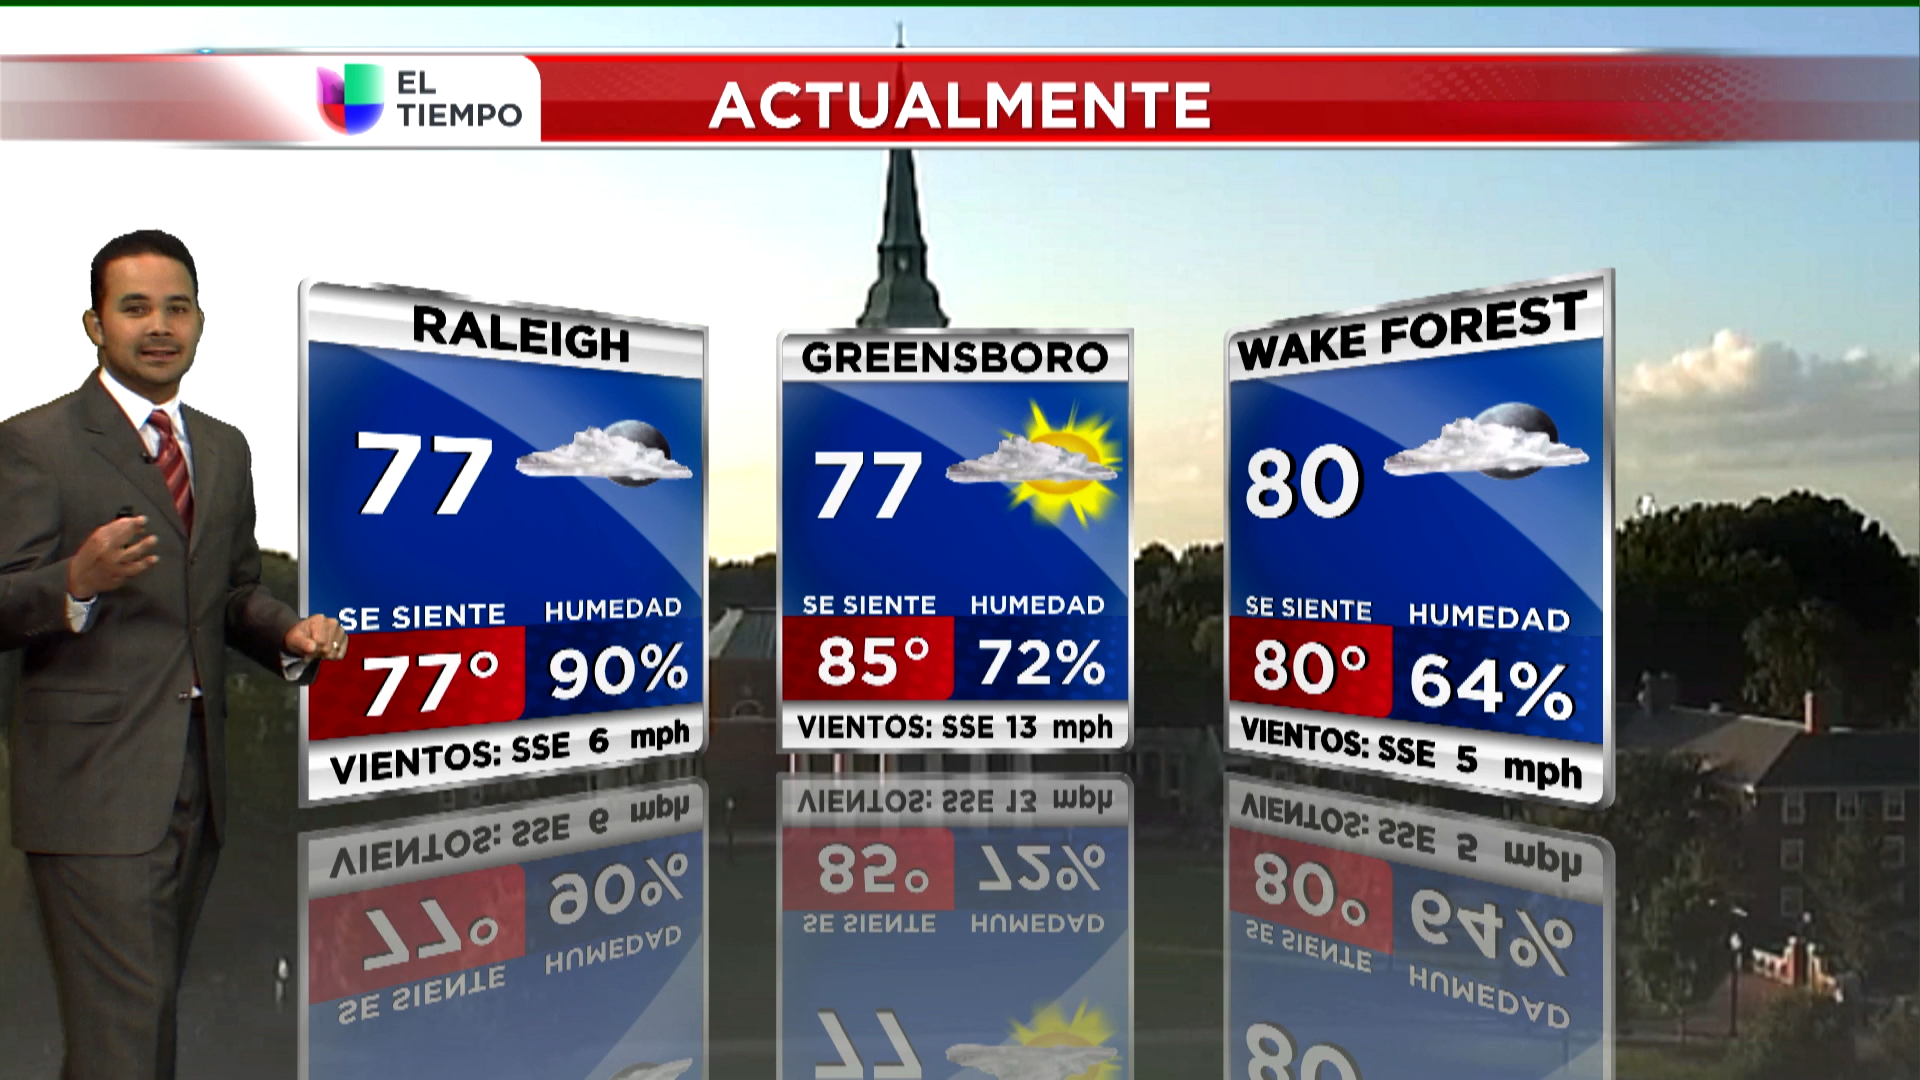 EL
TIEMPO
ACTUALMENTE
RALEIGH
77
SE SIENTE HUMEDAD
77° 90%
VIENTOS: SSE 6 mph
GREENSBORO
77
SE SIENTE HUMEDAD
85° 72%
VIENTOS: SSE 13 mph
WAKE FOREST
80
SE SIENTE HUMEDAD
80° 64%
VIENTOS: SSE 5 mph